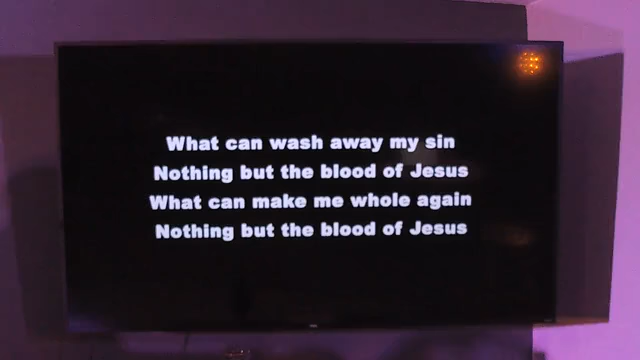 What can wash away my sin
Nothing but the blood of Jesus
What can make me whole again
Nothing but the blood of Jesus